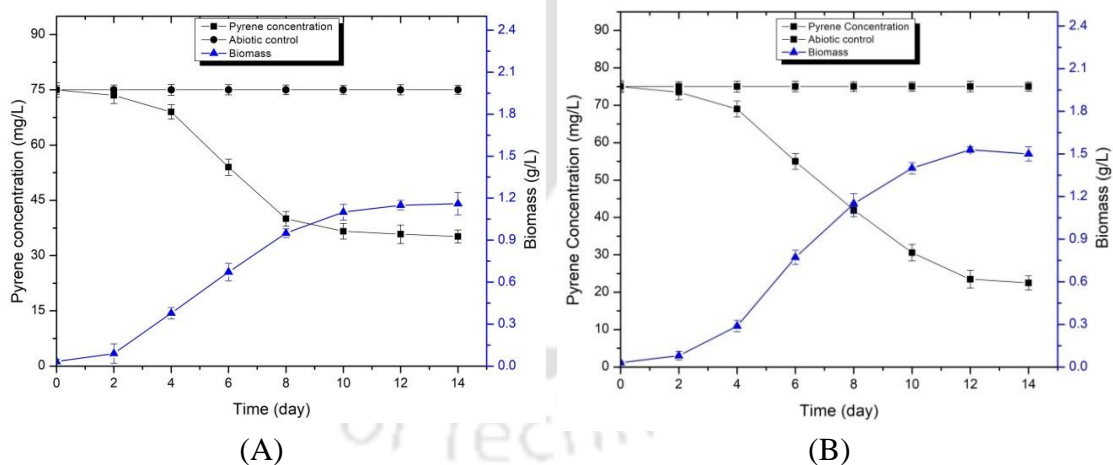 Pyrene concentration
Abiotic control
Biomass
90
75
60
45
30
15
0
2.4
2.1
1.8
1.5
1.2
0.9
0.6
0.3
0.0
0 2 4 6 8 10 12 14
Pyrene Concentration (mg/L)
Biomass (g/L)
Time (day)
(A)
Pyrene Concentration
Abiotic control
Biomass
90
80
70
60
50
40
30
20
10
0
2.4
2.1
1.8
1.5
1.2
0.9
0.6
0.3
0.0
0 2 4 6 8 10 12 14
Pyrene Concentration (mg/L)
Biomass (g/L)
Time (day)
(B)
of Techn